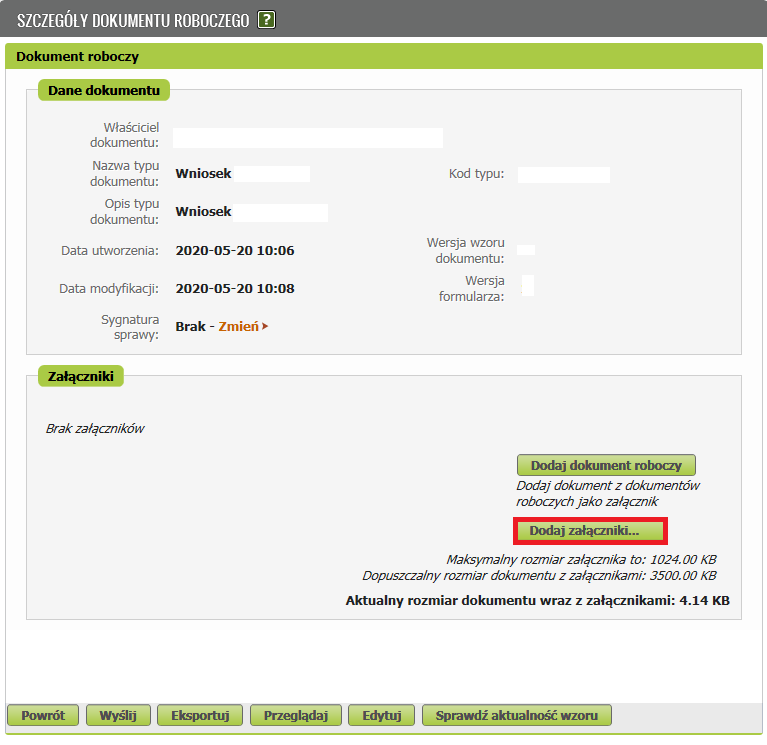 SZCZEGÓŁY DOKUMENTU ROBOCZEGO ?
Dokument roboczy
Dane dokumentu
Właściciel
dokumentu:
Nazwa typu
dokumentu:
Wniosek
Kod typu:
Opis typu
dokumentu:
Wniosek
Data utworzenia: 2020-05-20 10:06
Wersja wzoru
dokumentu:
Data modyfikacji: 2020-05-20 10:08
Wersja
formularza:
Sygnatura
sprawy:
Brak - Zmień
Załączniki
Brak załączników
Dodaj dokument roboczy
Dodaj dokument z dokumentów
roboczych jako załącznik
Dodaj załączniki...
Maksymalny rozmiar załącznika to: 1024.00 KB
Dopuszczalny rozmiar dokumentu z załącznikami: 3500.00 KB
Aktualny rozmiar dokumentu wraz z załącznikami: 4.14 KB
Powrót Wyślij Eksportuj Przeglądaj Edytuj Sprawdź aktualność wzoru